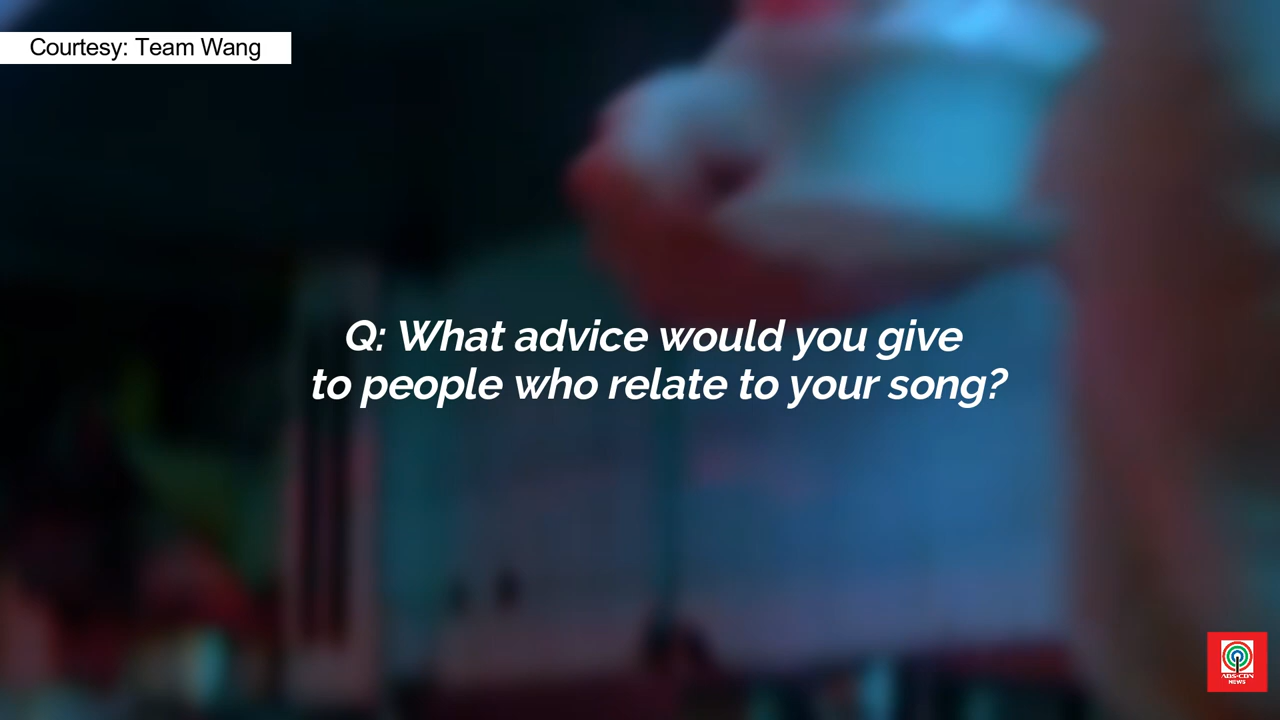 Courtesy: Team Wang
Q: What advice would you give
to people who relate to your song?
ABS-CBN
NEWS